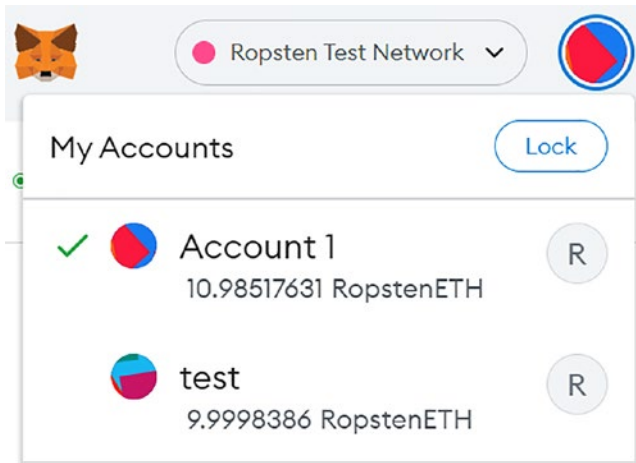 Ropsten Test Network
My Accounts
Lock
Account 1
R
10.98517631 RopstenETH
test
R
9.9998386 RopstenETH